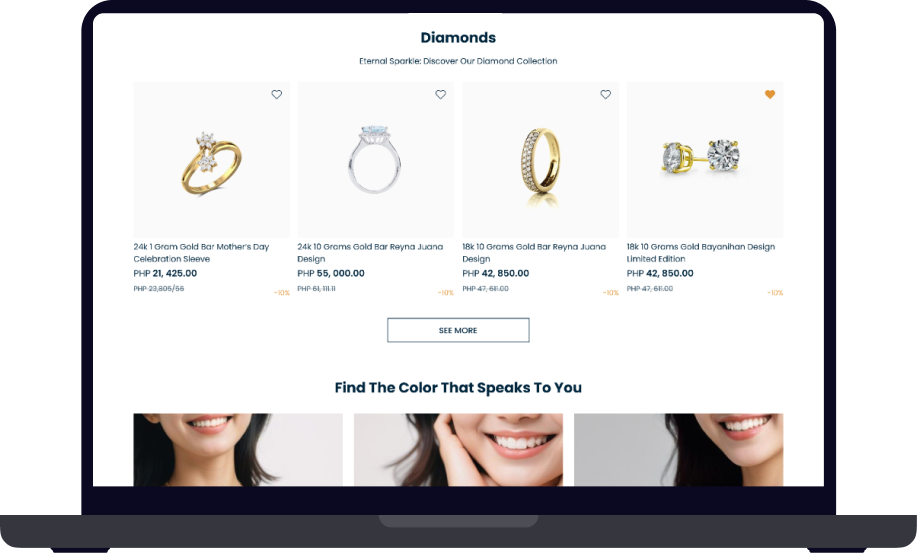 Diamonds
Eternal Sparkle: Discover Our Diamond Collection
24k 1 Gram Gold Bar Mother's Day
Celebration Sleeve
PHP 21, 425.00
PHP 23,805/56
-10%
24k 10 Grams Gold Bar Reyna Juana
Design
PHP 55, 000.00
PHP 61, 111.11
-10%
18k 10 Grams Gold Bar Reyna Juana
Design
PHP 42, 850.00
PHP 47, 611.00
-10%
18k 10 Grams Gold Bayanihan Design
Limited Edition
PHP 42, 850.00
PHP 47, 611.00
-10%
SEE MORE
Find The Color That Speaks To You